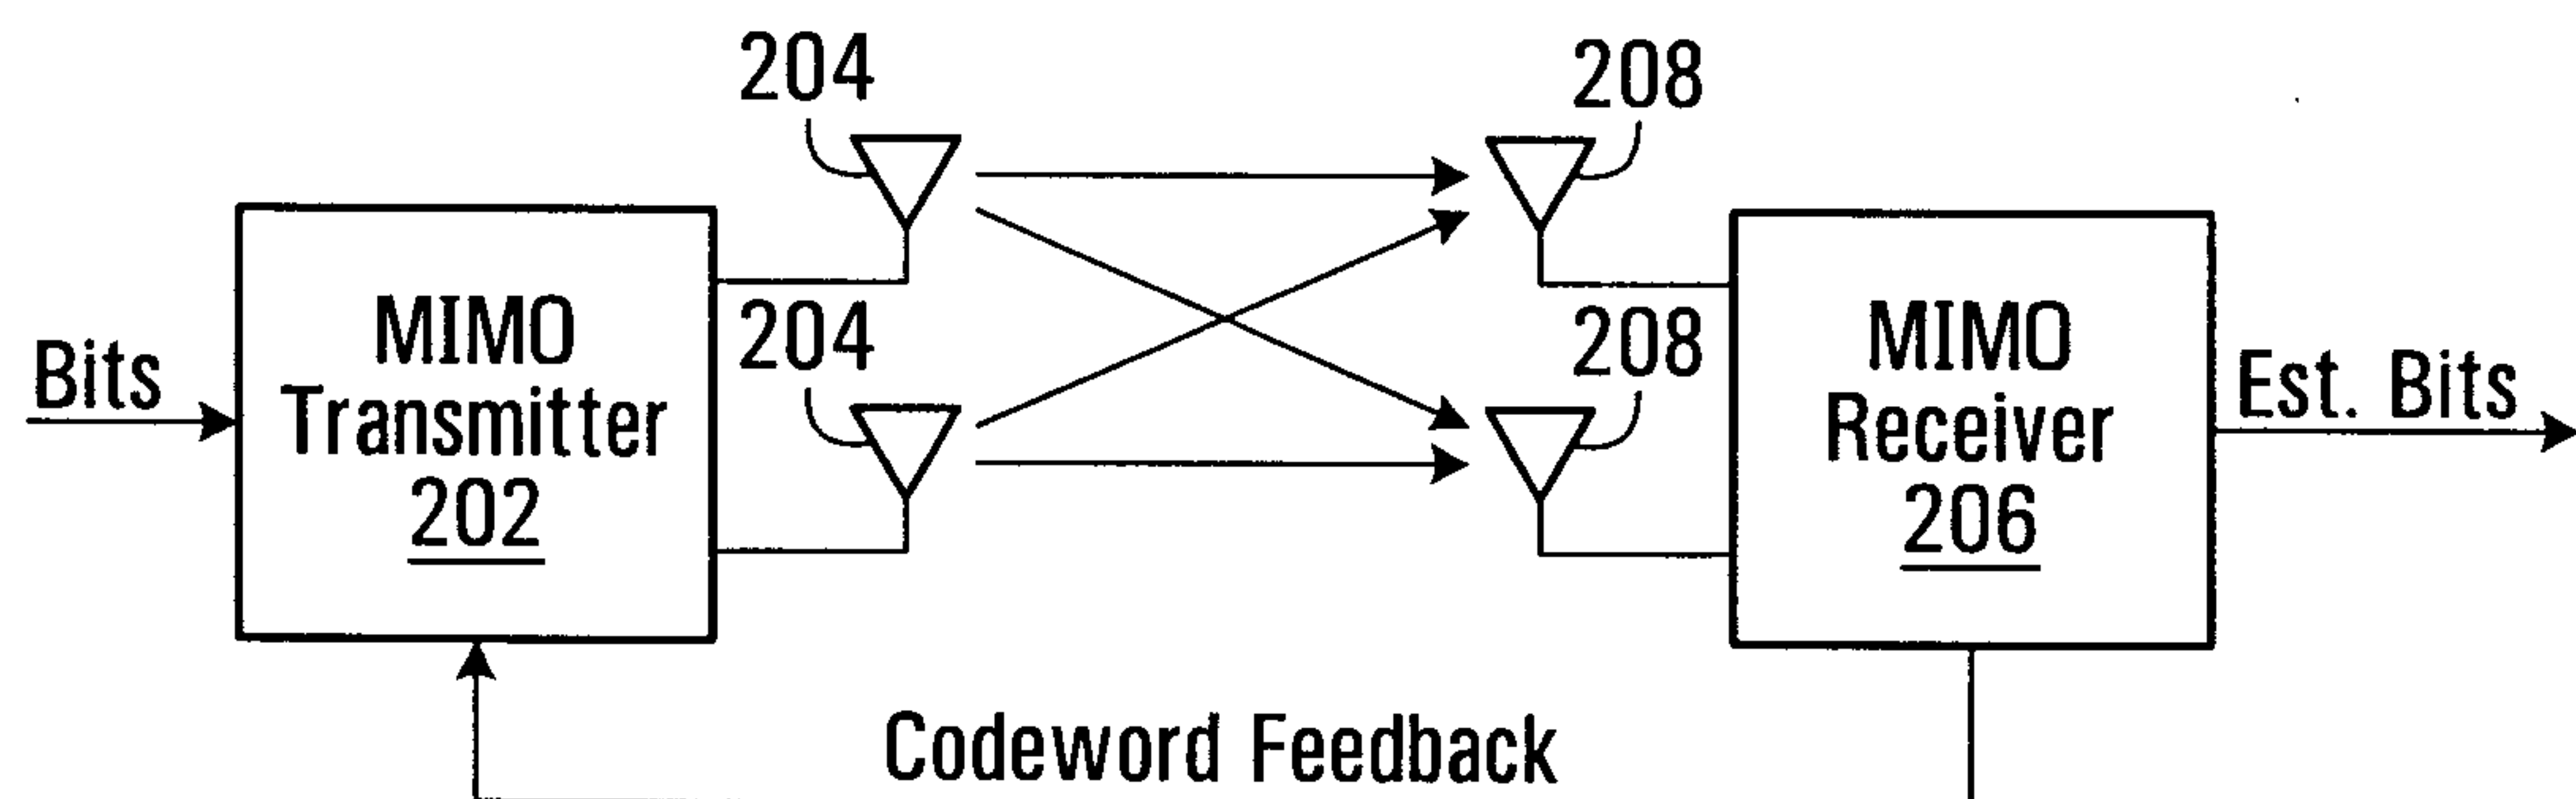 204
208
Bits
MIMO
Transmitter
202
204
208
MIMO
Receiver
206
Est. Bits
Codeword Feedback